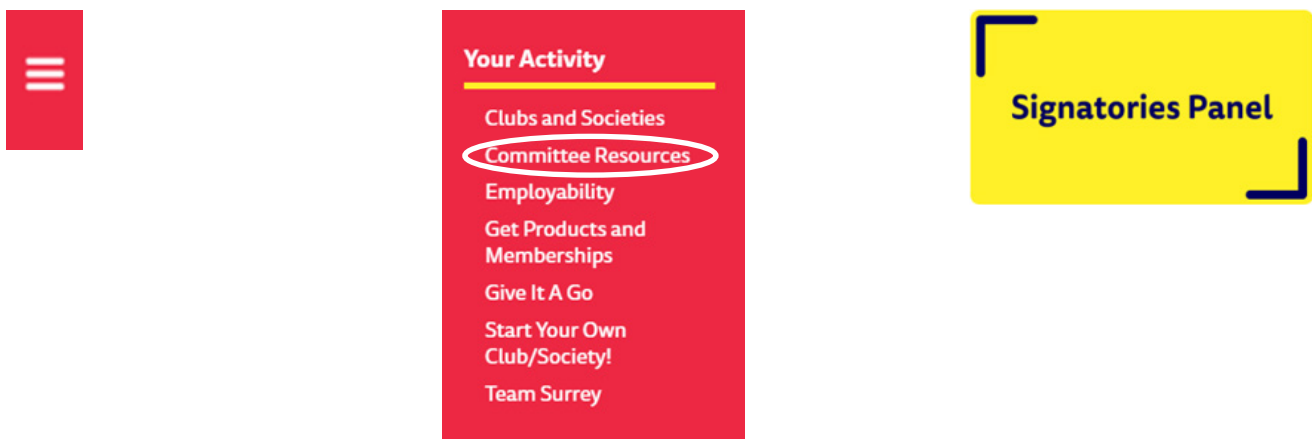 Your Activity
Clubs and Societies
Committee Resources
Employability
Get Products and
Memberships
Give It A Go
Start Your Own
Club/Society!
Team Surrey
Signatories Panel